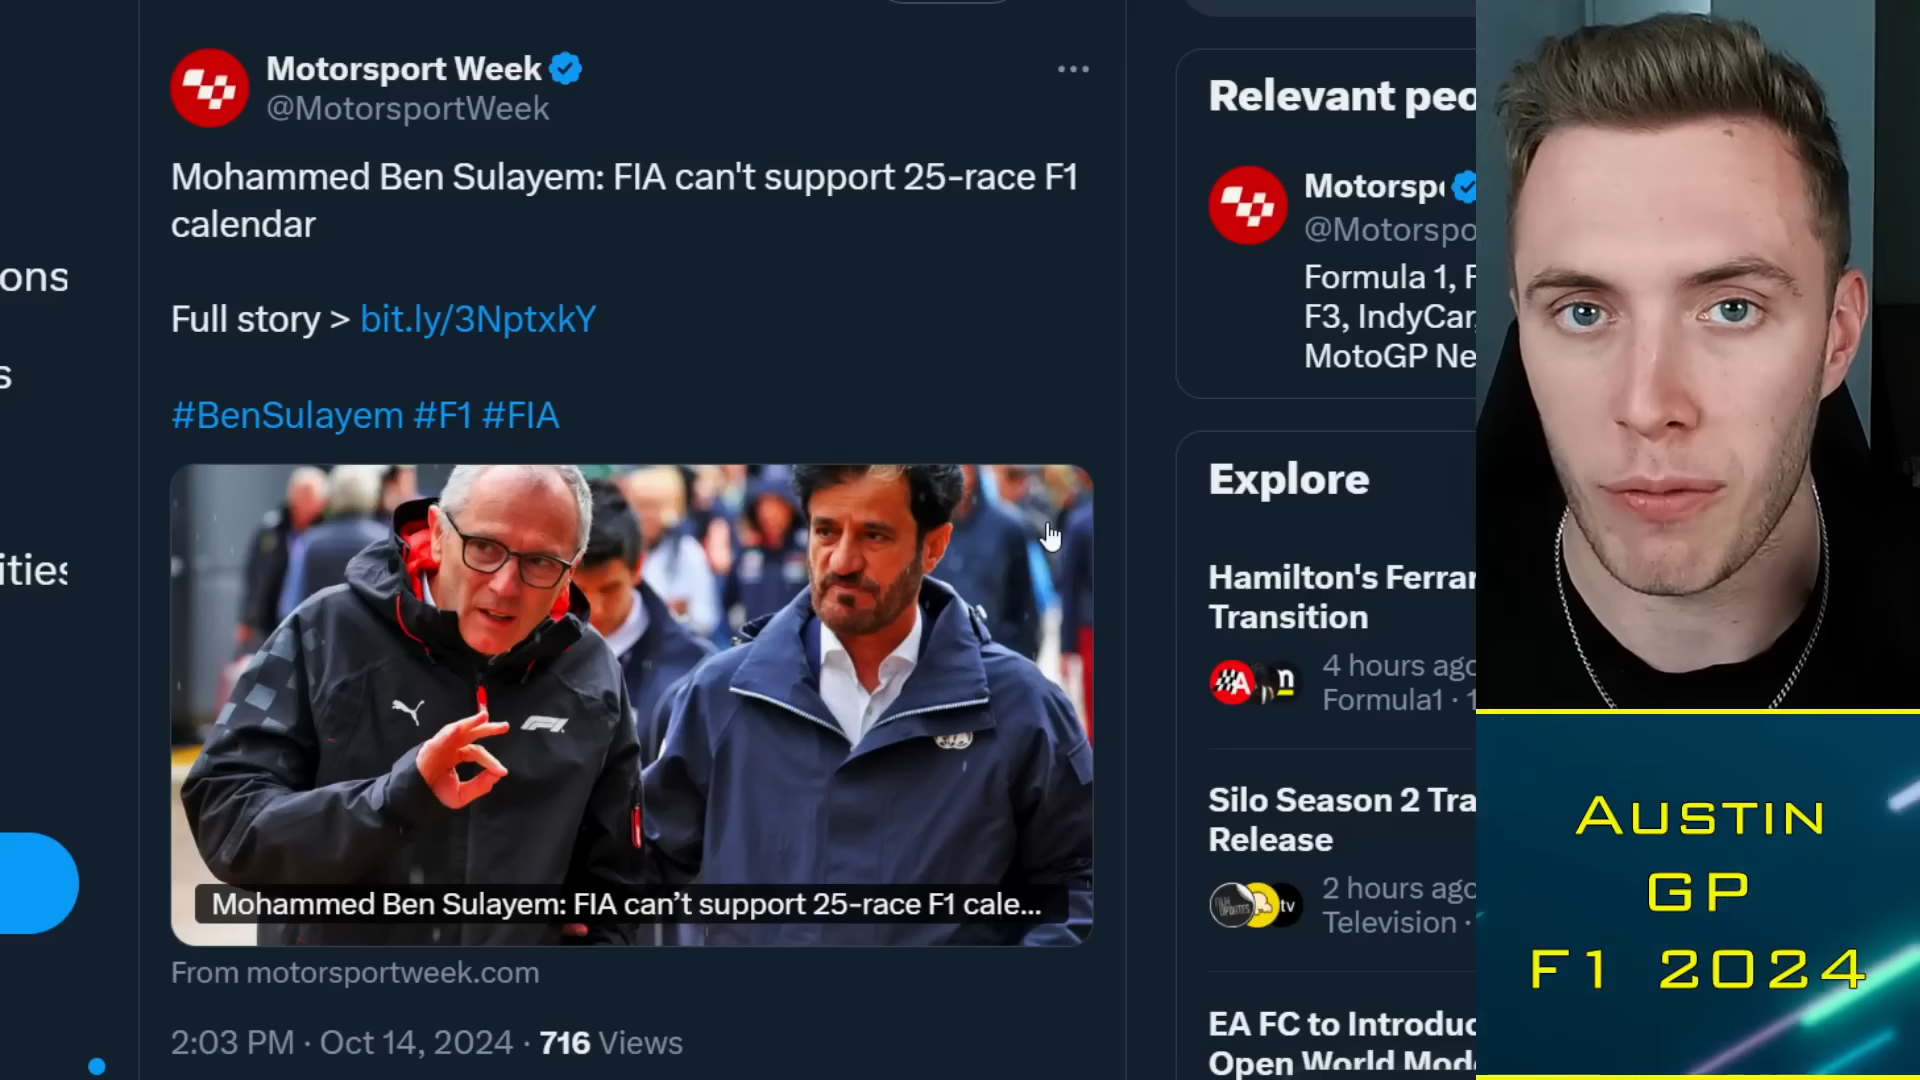 Motorsport Week
@MotorsportWeek
Mohammed Ben Sulayem: FIA can't support 25-race F1
calendar
Full story > bit.ly/3NptxkY
#BenSulayem #F1 #FIA
F1
Mohammed Ben Sulayem: FIA can't support 25-race F1 cale...
From motorsportweek.com
2:03 PM · Oct 14, 2024 · 716 Views
ons
s
ities
Relevant peo
Motorsp
@Motorspo
Formula 1, F
F3, IndyCar,
MotoGP Ne
Explore
Hamilton's Ferrar
Transition
4 hours ago
Formula1 · 1
Silo Season 2 Tra
Release
tv
2 hours ago
Television ·
EA FC to Introduc
Open World Mode
AUSTIN
GP
F1 2024